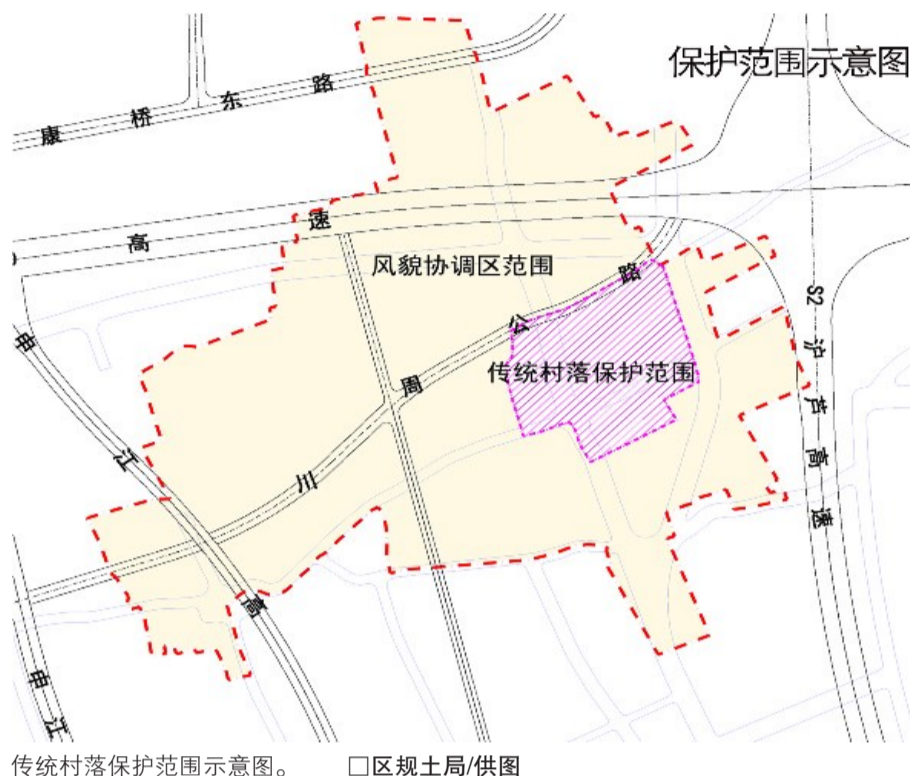 保护范围示意图
康桥东路
高速
风貌协调区范围
川周公路
传统村落保护范围
S2沪芦高速
申江高
申江
传统村落保护范围示意图。 □区规土局/供图